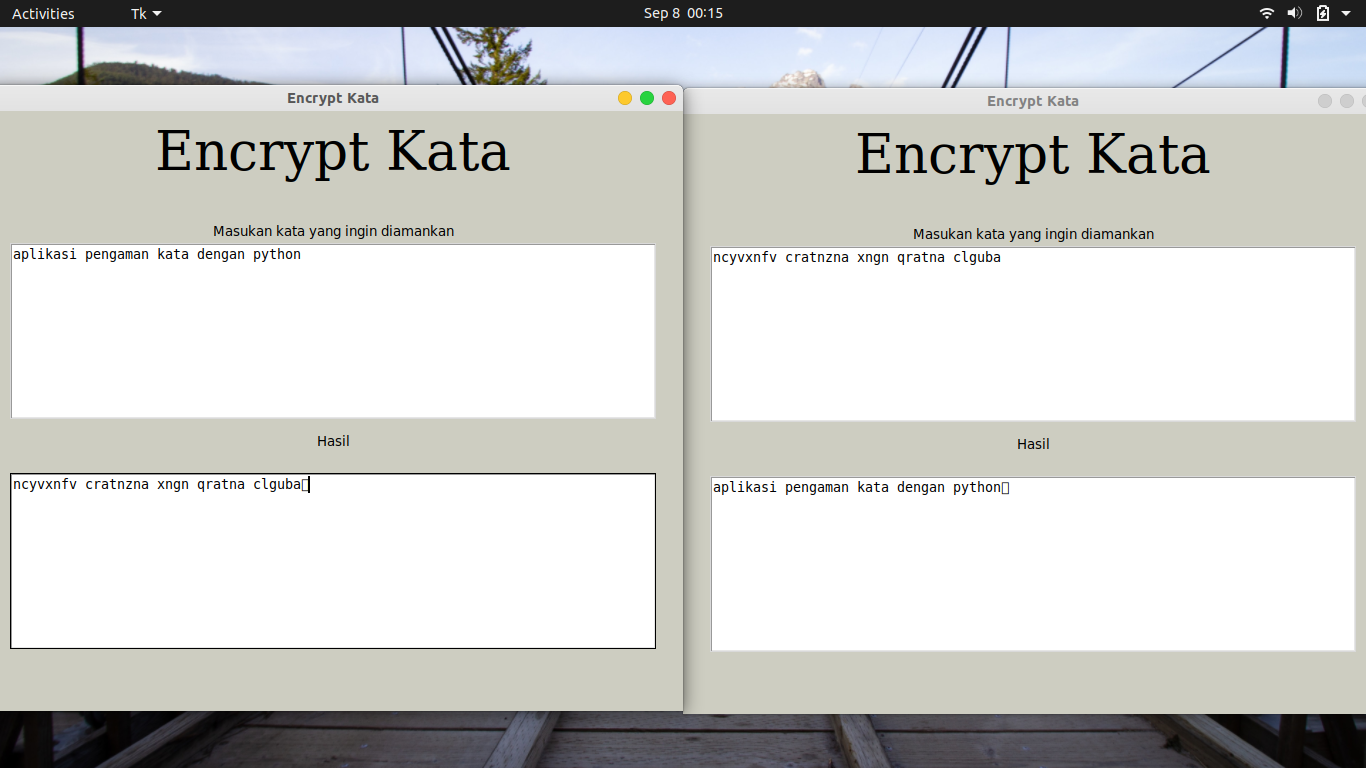 Activities Tk Sep 8 00:15
Encrypt Kata
Encrypt Kata
Masukan kata yang ingin diamankan
aplikasi pengaman kata dengan python
Hasil
ncyvxnfv cratnzna xngn qratna clguba
Encrypt Kata
Encrypt Kata
Masukan kata yang ingin diamankan
ncyvxnfv cratnzna xngn qratna clguba
Hasil
aplikasi pengaman kata dengan python